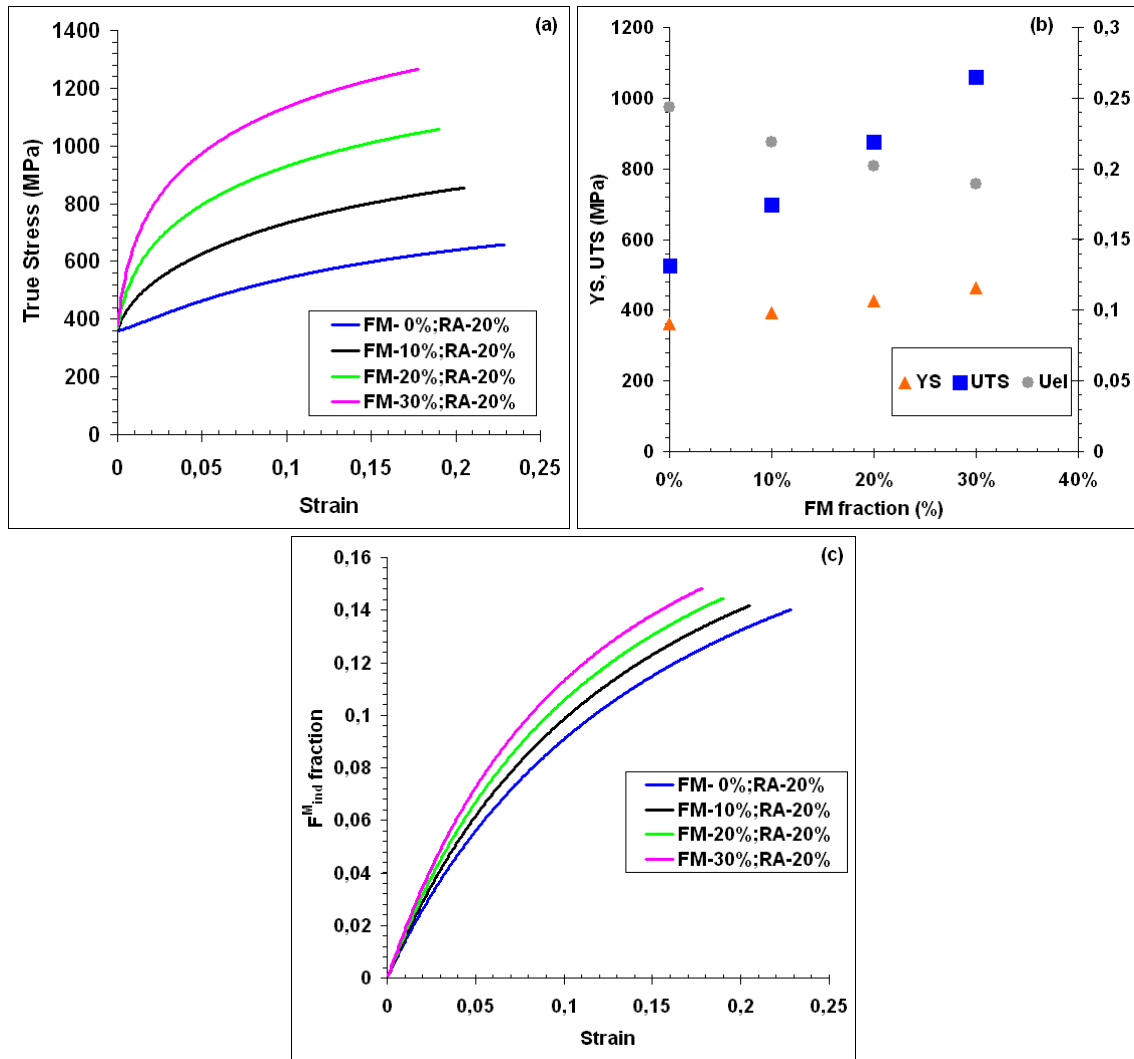 (a)
1400
1200
1000
800
600
400
200
0
True Stress (MPa)
0
0,05
0,1
0,15
0,2
0,25
Strain
FM- 0%;RA-20%
FM-10%;RA-20%
FM-20%;RA-20%
FM-30%;RA-20%
(b)
1200
1000
800
600
400
200
0
YS, UTS (MPa)
0,3
0,25
0,2
0,15
0,1
0,05
0
0%
10%
20%
30%
40%
FM fraction (%)
YS UTS Uel
(c)
0,16
0,14
0,12
0,1
0,08
0,06
0,04
0,02
0
F^M_ind fraction
0
0,05
0,1
0,15
0,2
0,25
Strain
FM- 0%;RA-20%
FM-10%;RA-20%
FM-20%;RA-20%
FM-30%;RA-20%